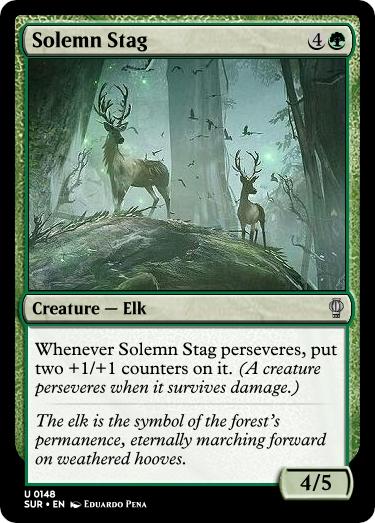 Solemn Stag 4
Creature — Elk
Whenever Solemn Stag perseveres, put
two +1/+1 counters on it. (A creature
perseveres when it survives damage.)
The elk is the symbol of the forest's
permanence, eternally marching forward
on weathered hooves.
4/5
U 0148
SUR • EN Eduardo Pena